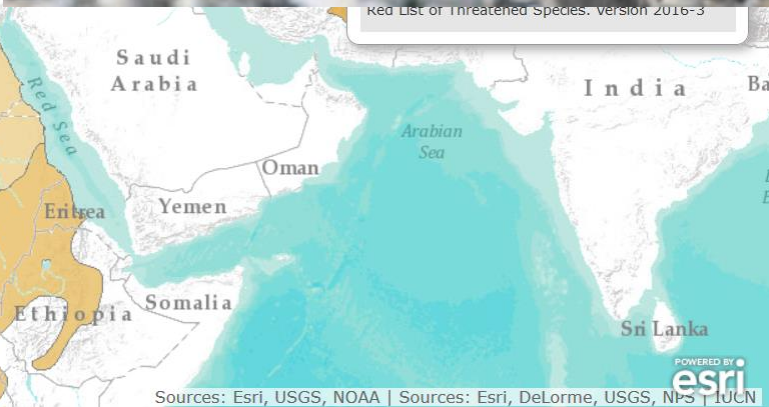 Red List of Threatened Species. Version 2016-3
Saudi
Arabia
Red Sea
India
Ba
Arabian
Sea
Oman
Eritrea
Yemen
Somalia
Ethiopia
Sri Lanka
POWERED BY
esri
Sources: Esri, USGS, NOAA | Sources: Esri, DeLorme, USGS, NPS | IUCN